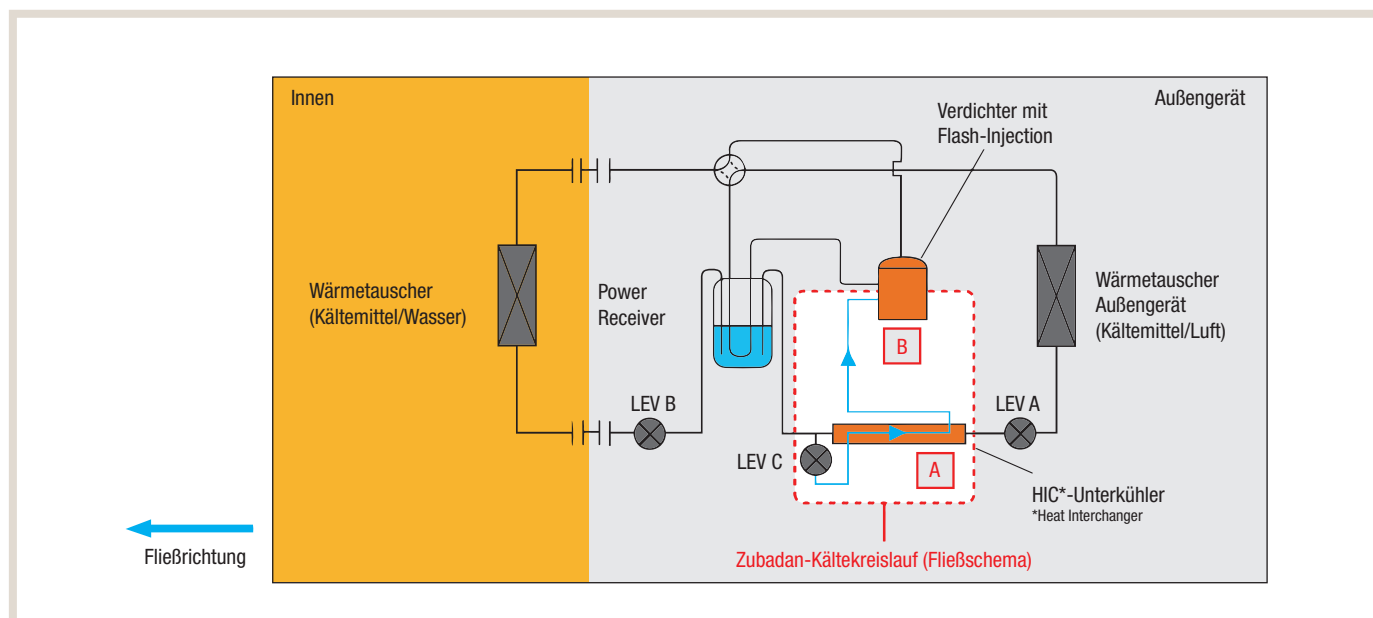 Innen
Außengerät
Verdichter mit
Flash-Injection
Wärmetauscher
(Kältemittel/Wasser)
Power
Receiver
Wärmetauscher
Außengerät
(Kältemittel/Luft)
B
LEV B
LEV A
LEV C
A
HIC*-Unterkühler
*Heat Interchanger
Fließrichtung
Zubadan-Kältekreislauf (Fließschema)